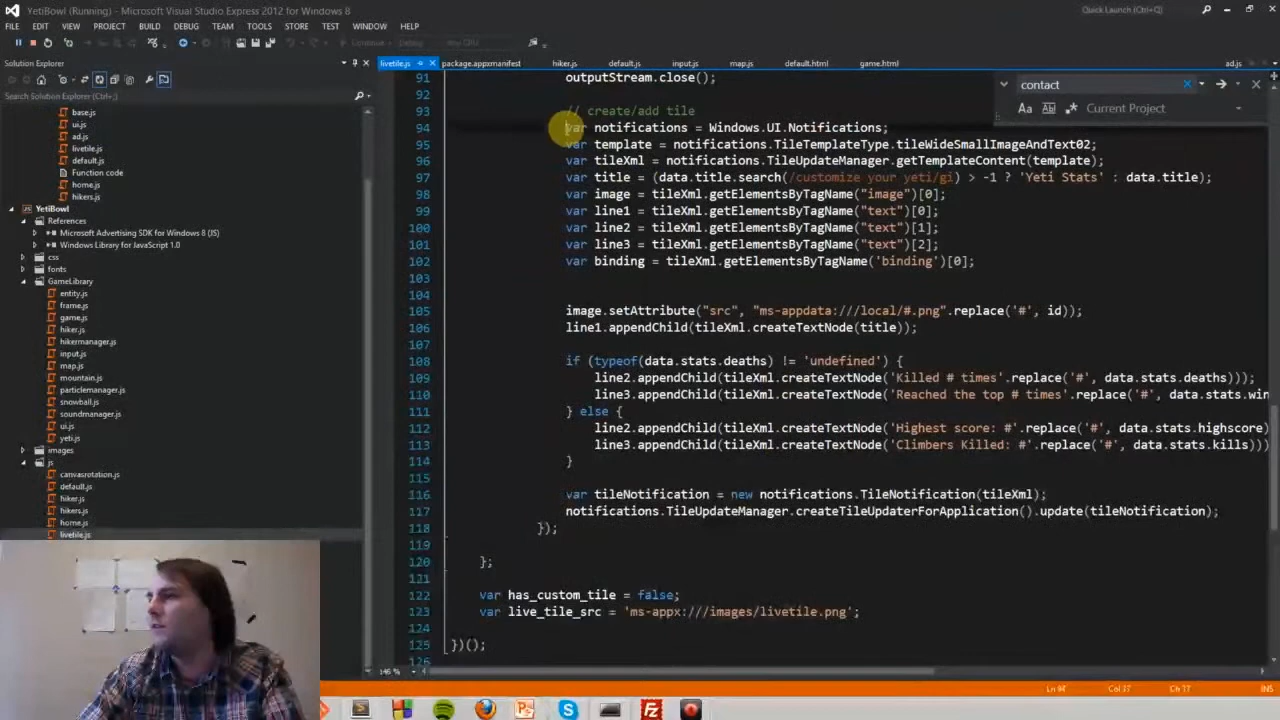 YetiBowl (Running) - Microsoft Visual Studio Express 2012 for Windows 8
Quick Launch (Ctrl+Q)
FILE EDIT VIEW PROJECT BUILD DEBUG TEAM TOOLS STORE TEST WINDOW HELP
Continue Debug
Solution Explorer
livetile.js package.appxmanifest hiker.js default.js input.js map.js default.html game.html ad.js
Search Solution Explorer (Ctrl+;)
contact
Current Project
base.js
ui.js
ad.js
livetile.js
default.js
Function code
home.js
hikers.js
YetiBowl
References
Microsoft Advertising SDK for Windows 8 (JS)
Windows Library for JavaScript 1.0
css
fonts
GameLibrary
entity.js
frame.js
game.js
hiker.js
hikermanager.js
input.js
map.js
mountain.js
particlemanager.js
snowball.js
soundmanager.js
ui.js
yeti.js
images
js
canvasrotation.js
default.js
hiker.js
hikers.js
home.js
livetile.js
91 outputStream.close();
92
93 // create/add tile
94 var notifications = Windows.UI.Notifications;
95 var template = notifications.TileTemplateType.tileWideSmallImageAndText02;
96 var tileXml = notifications.TileUpdateManager.getTemplateContent(template);
97 var title = (data.title.search(/customize your yeti/gi) > -1 ? 'Yeti Stats' : data.title);
98 var image = tileXml.getElementsByTagName("image")[0];
99 var line1 = tileXml.getElementsByTagName("text")[0];
100 var line2 = tileXml.getElementsByTagName("text")[1];
101 var line3 = tileXml.getElementsByTagName("text")[2];
102 var binding = tileXml.getElementsByTagName('binding')[0];
103
104
105 image.setAttribute("src", "ms-appdata:///local/#.png".replace('#', id));
106 line1.appendChild(tileXml.createTextNode(title));
107
108 if (typeof(data.stats.deaths) != 'undefined') {
109 line2.appendChild(tileXml.createTextNode('Killed # times'.replace('#', data.stats.deaths)));
110 line3.appendChild(tileXml.createTextNode('Reached the top # times'.replace('#', data.stats.win
111 } else {
112 line2.appendChild(tileXml.createTextNode('Highest score: #'.replace('#', data.stats.highscore)
113 line3.appendChild(tileXml.createTextNode('Climbers Killed: #'.replace('#', data.stats.kills)))
114 }
115
116 var tileNotification = new notifications.TileNotification(tileXml);
117 notifications.TileUpdateManager.createTileUpdaterForApplication().update(tileNotification);
118 });
119
120 };
121
122 var has_custom_tile = false;
123 var live_tile_src = 'ms-appx:///images/livetile.png';
124
125 })();
126
146 %
INS